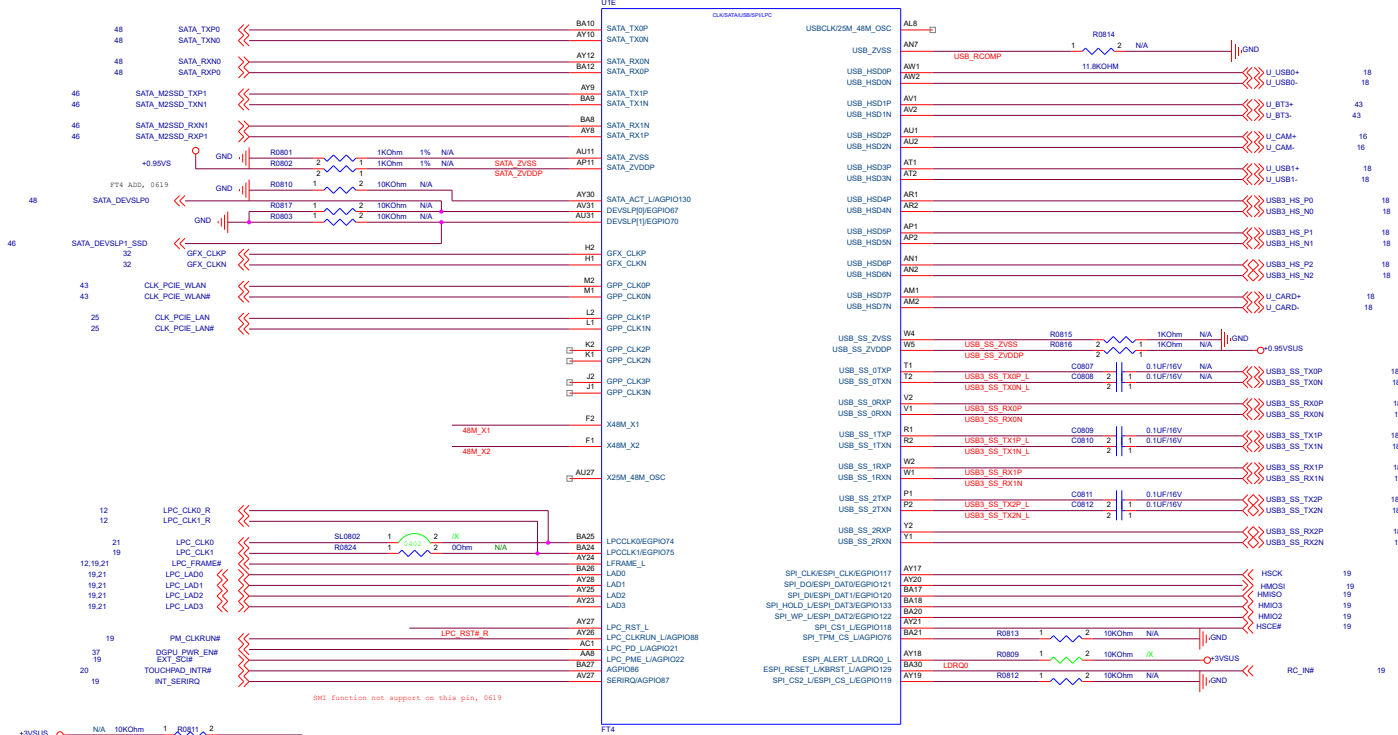 U1E
CLK/SATA/USB/SPI/LPC
48 SATA_TXP0 BA10 SATA_TX0P
48 SATA_TXN0 AY10 SATA_TX0N
48 SATA_RXN0 AY12 SATA_RX0N
48 SATA_RXP0 BA12 SATA_RX0P
46 SATA_M2SSD_TXP1 AY9 SATA_TX1P
46 SATA_M2SSD_TXN1 BA9 SATA_TX1N
46 SATA_M2SSD_RXN1 BA8 SATA_RX1N
46 SATA_M2SSD_RXP1 AY8 SATA_RX1P
GND R0801 1KOhm 1% N/A AU11 SATA_ZVSS
+0.95VS R0802 2 1 1KOhm 1% N/A SATA_ZVSS AP11 SATA_ZVDDP
2 1 SATA_ZVDDP
FT4 ADD, 0619
GND R0810 1 2 10KOhm N/A
48 SATA_DEVSLP0 AY30 SATA_ACT_L/AGPIO130
R0817 1 2 10KOhm N/A AV31 DEVSLP[0]/EGPIO67
GND R0803 1 2 10KOhm N/A AU31 DEVSLP[1]/EGPIO70
46 SATA_DEVSLP1_SSD
32 GFX_CLKP H2 GFX_CLKP
32 GFX_CLKN H1 GFX_CLKN
43 CLK_PCIE_WLAN M2 GPP_CLK0P
43 CLK_PCIE_WLAN# M1 GPP_CLK0N
25 CLK_PCIE_LAN L2 GPP_CLK1P
25 CLK_PCIE_LAN# L1 GPP_CLK1N
K2 GPP_CLK2P
K1 GPP_CLK2N
J2 GPP_CLK3P
J1 GPP_CLK3N
48M_X1 F2 X48M_X1
48M_X2 F1 X48M_X2
AU27 X25M_48M_OSC
12 LPC_CLK0_R
12 LPC_CLK1_R
21 LPC_CLK0 SL0802 1 2 /X BA25 LPCCLK0/EGPIO74
0402
19 LPC_CLK1 R0824 1 2 0Ohm N/A BA24 LPCCLK1/EGPIO75
12,19,21 LPC_FRAME# AY24 LFRAME_L
19,21 LPC_LAD0 BA26 LAD0
19,21 LPC_LAD1 AY28 LAD1
19,21 LPC_LAD2 AY25 LAD2
19,21 LPC_LAD3 AY23 LAD3
LPC_RST#_R AY27 LPC_RST_L
19 PM_CLKRUN# AY26 LPC_CLKRUN_L/AGPIO88
37 DGPU_PWR_EN# AC1 LPC_PD_L/AGPIO21
19 EXT_SCI# AA8 LPC_PME_L/AGPIO22
20 TOUCHPAD_INTR# BA27 AGPIO86
19 INT_SERIRQ AV27 SERIRQ/AGPIO87
SMI function not support on this pin, 0619
+3VSUS N/A 10KOhm 1 R0811 2
USBCLK/25M_48M_OSC AL8
USB_ZVSS AN7 USB_RCOMP R0814 1 2 N/A GND
11.8KOHM
USB_HSD0P AW1 U_USB0+ 18
USB_HSD0N AW2 U_USB0- 18
USB_HSD1P AV1 U_BT3+ 43
USB_HSD1N AV2 U_BT3- 43
USB_HSD2P AU1 U_CAM+ 16
USB_HSD2N AU2 U_CAM- 16
USB_HSD3P AT1 U_USB1+ 18
USB_HSD3N AT2 U_USB1- 18
USB_HSD4P AR1 USB3_HS_P0 18
USB_HSD4N AR2 USB3_HS_N0 18
USB_HSD5P AP1 USB3_HS_P1 18
USB_HSD5N AP2 USB3_HS_N1 18
USB_HSD6P AN1 USB3_HS_P2 18
USB_HSD6N AN2 USB3_HS_N2 18
USB_HSD7P AM1 U_CARD+ 18
USB_HSD7N AM2 U_CARD- 18
USB_SS_ZVSS W4 USB_SS_ZVSS R0815 1KOhm N/A GND
USB_SS_ZVDDP W5 USB_SS_ZVDDP R0816 2 1 1KOhm N/A +0.95VSUS
2 1
USB_SS_0TXP T1 USB3_SS_TX0P_L C0807 0.1UF/16V N/A USB3_SS_TX0P 18
USB_SS_0TXN T2 USB3_SS_TX0N_L C0808 2 1 0.1UF/16V N/A USB3_SS_TX0N 18
2 1
USB_SS_0RXP V2 USB3_SS_RX0P USB3_SS_RX0P
USB_SS_0RXN V1 USB3_SS_RX0N USB3_SS_RX0N
USB_SS_1TXP R1 USB3_SS_TX1P_L C0809 0.1UF/16V USB3_SS_TX1P 18
USB_SS_1TXN R2 USB3_SS_TX1N_L C0810 2 1 0.1UF/16V USB3_SS_TX1N
2 1
USB_SS_1RXP W2 USB3_SS_RX1P USB3_SS_RX1P
USB_SS_1RXN W1 USB3_SS_RX1N USB3_SS_RX1N
USB_SS_2TXP P1 USB3_SS_TX2P_L C0811 0.1UF/16V USB3_SS_TX2P
USB_SS_2TXN P2 USB3_SS_TX2N_L C0812 2 1 0.1UF/16V USB3_SS_TX2N
2 1
USB_SS_2RXP Y2 USB3_SS_RX2P
USB_SS_2RXN Y1 USB3_SS_RX2N
SPI_CLK/ESPI_CLK/EGPIO117 AY17 HSCK 19
SPI_DO/ESPI_DAT0/EGPIO121 AY20 HMOSI 19
SPI_DI/ESPI_DAT1/EGPIO120 BA17 HMISO 19
SPI_HOLD_L/ESPI_DAT3/EGPIO133 BA18 HMIO3 19
SPI_WP_L/ESPI_DAT2/EGPIO122 BA20 HMIO2 19
SPI_CS1_L/EGPIO118 AY21 HSCE# 19
SPI_TPM_CS_L/AGPIO76 BA21 R0813 1 2 10KOhm N/A GND
ESPI_ALERT_L/LDRQ0_L AY18 LDRQ0 R0809 1 2 10KOhm /X +3VSUS
ESPI_RESET_L/KBRST_L/AGPIO129 BA30 RC_IN# 19
SPI_CS2_L/ESPI_CS_L/EGPIO119 AY19 R0812 1 2 10KOhm N/A GND
FT4